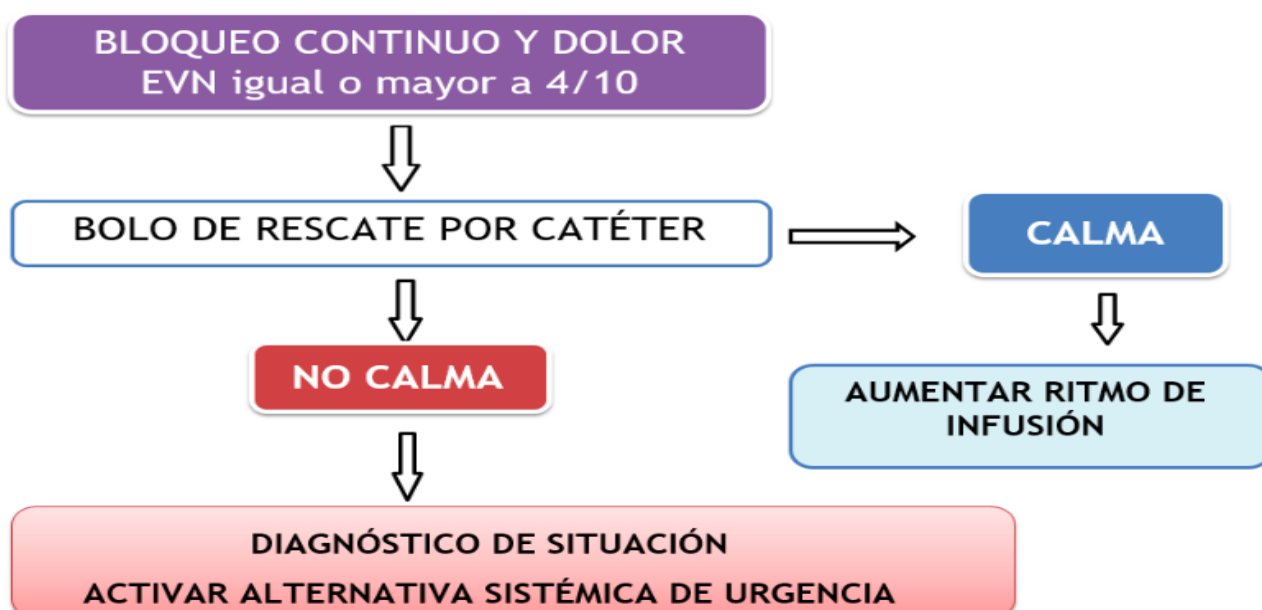 BLOQUEO CONTINUO Y DOLOR
EVN igual o mayor a 4/10
BOLO DE RESCATE POR CATÉTER
CALMA
NO CALMA
AUMENTAR RITMO DE
INFUSIÓN
DIAGNÓSTICO DE SITUACIÓN
ACTIVAR ALTERNATIVA SISTÉMICA DE URGENCIA